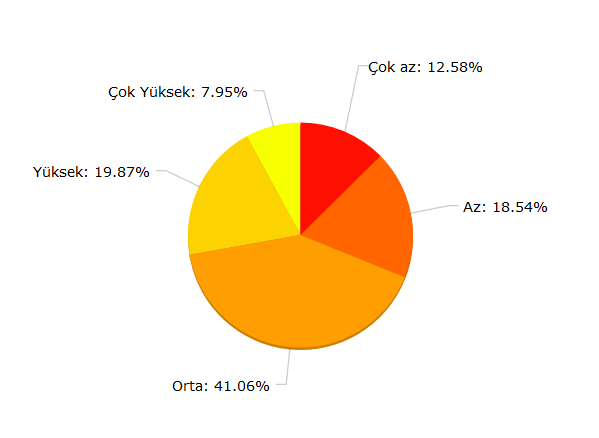 Çok az: 12.58%
Çok Yüksek: 7.95%
Yüksek: 19.87%
Az: 18.54%
Orta: 41.06%